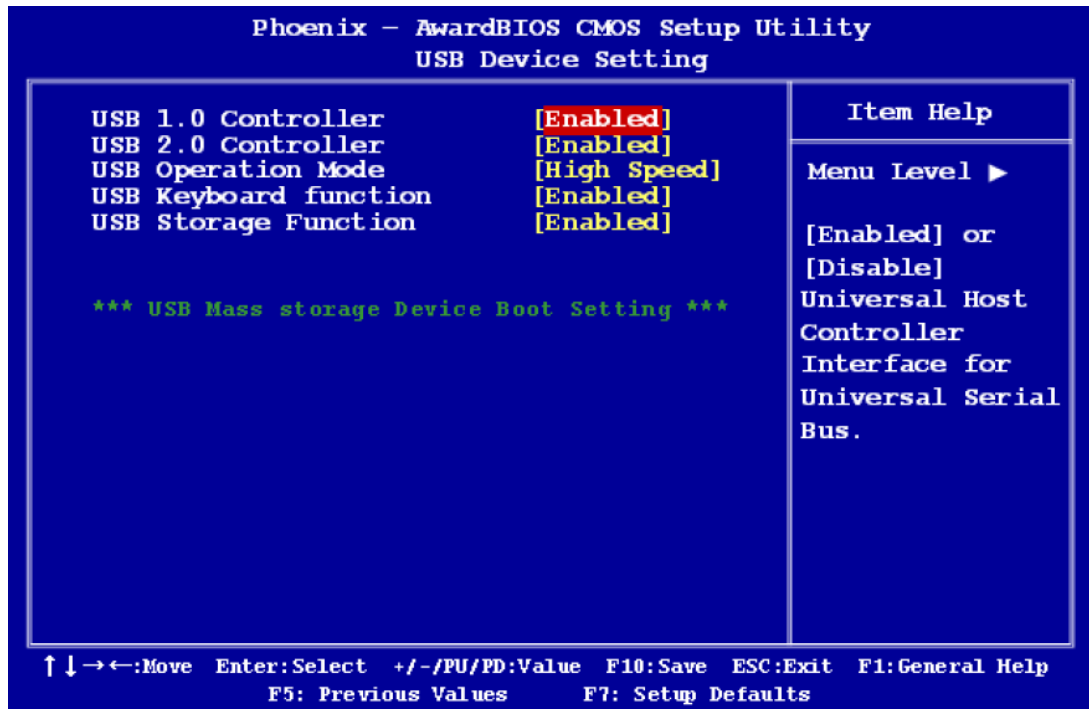 Phoenix – AwardBIOS CMOS Setup Utility
USB Device Setting
USB 1.0 Controller [Enabled]
USB 2.0 Controller [Enabled]
USB Operation Mode [High Speed]
USB Keyboard function [Enabled]
USB Storage Function [Enabled]
*** USB Mass storage Device Boot Setting ***
Item Help
Menu Level ▶
[Enabled] or
[Disable]
Universal Host
Controller
Interface for
Universal Serial
Bus.
↑↓→←:Move Enter:Select +/-/PU/PD:Value F10:Save ESC:Exit F1:General Help
F5: Previous Values F7: Setup Defaults